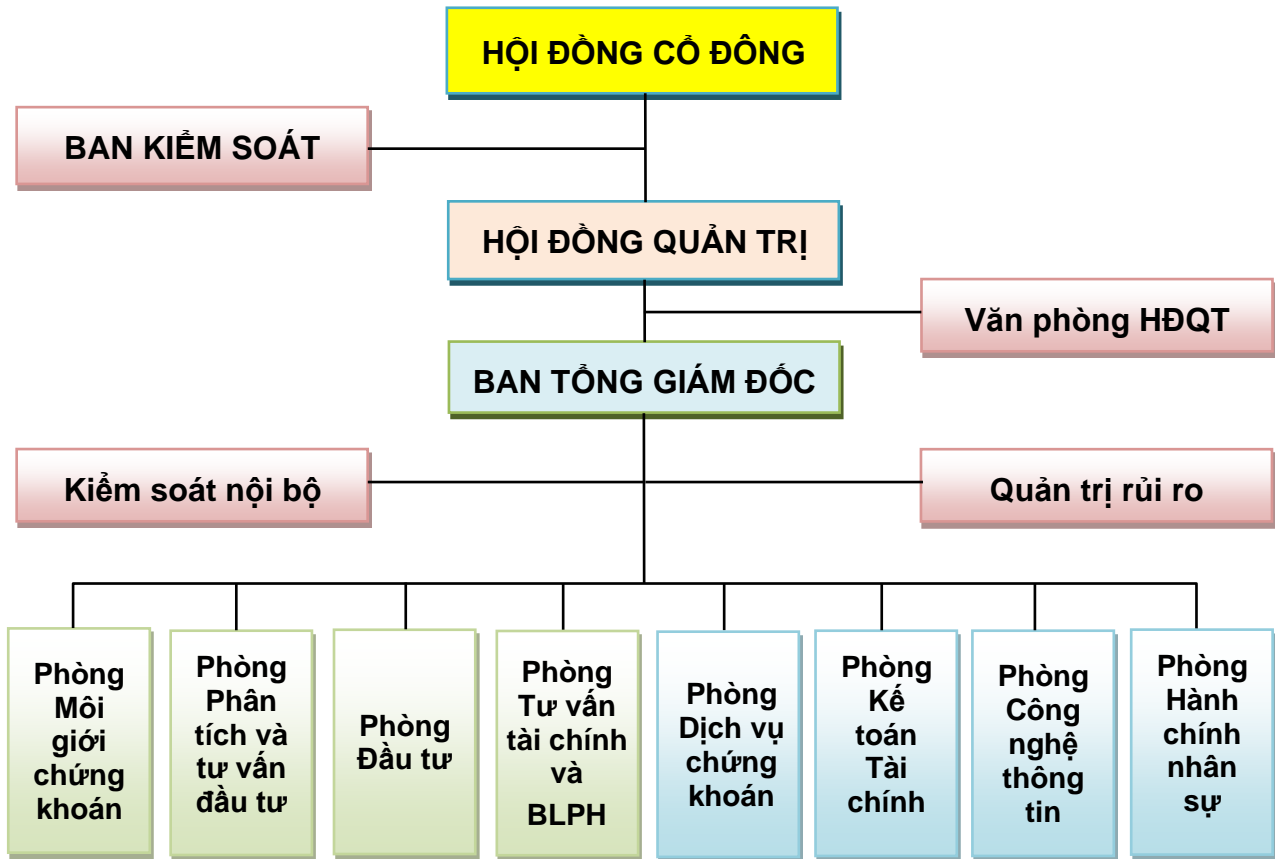 HỘI ĐỒNG CỔ ĐÔNG
BAN KIỂM SOÁT
HỘI ĐỒNG QUẢN TRỊ
Văn phòng HĐQT
BAN TỔNG GIÁM ĐỐC
Kiểm soát nội bộ
Quản trị rủi ro
Phòng
Môi
giới
chứng
khoán
Phòng
Phân
tích và
tư vấn
đầu tư
Phòng
Đầu tư
Phòng
Tư vấn
tài chính
và
BLPH
Phòng
Dịch vụ
chứng
khoán
Phòng
Kế
toán
Tài
chính
Phòng
Công
nghệ
thông
tin
Phòng
Hành
chính
nhân
sự